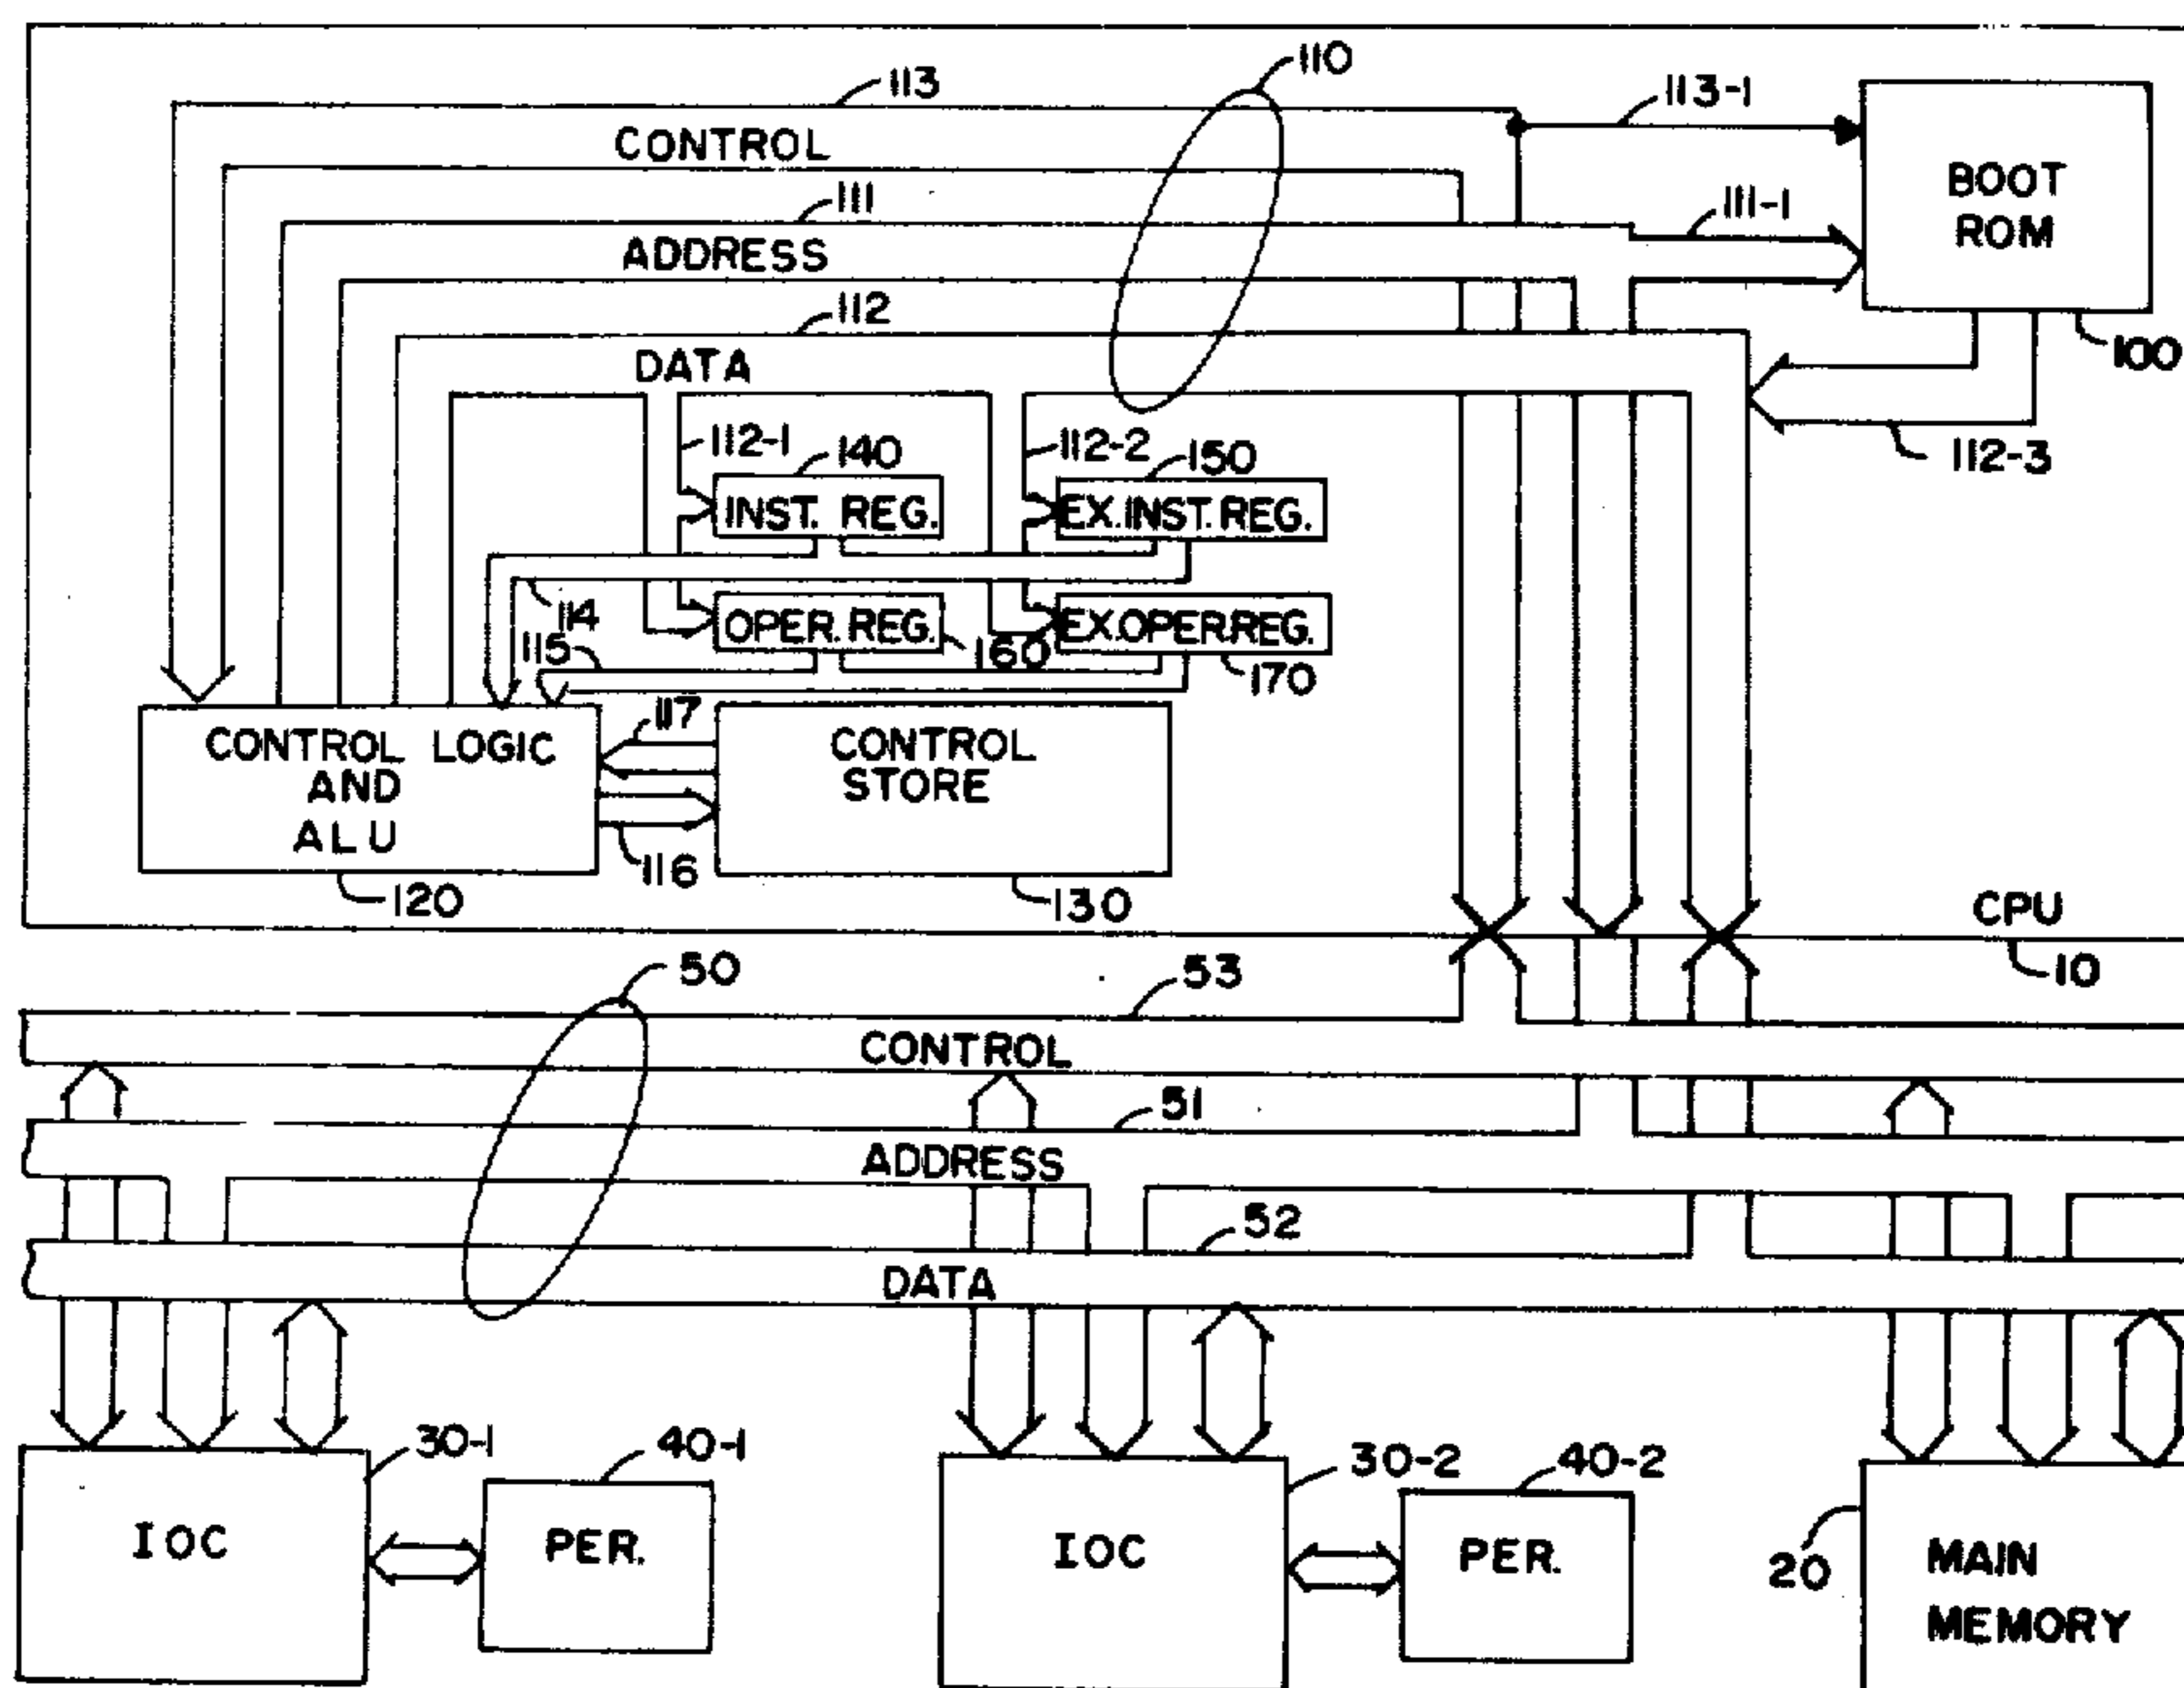 110
113
113-1
CONTROL
BOOT
ROM
111
111-1
ADDRESS
112
100
DATA
112-1
140
112-2
150
112-3
INST. REG.
EX.INST.REG.
114
OPER. REG.
EX.OPER.REG.
115
160
170
117
CONTROL LOGIC
AND
ALU
CONTROL
STORE
116
120
130
CPU
10
50
53
CONTROL
51
ADDRESS
52
DATA
30-1
40-1
30-2
40-2
IOC
PER.
IOC
PER.
20
MAIN
MEMORY